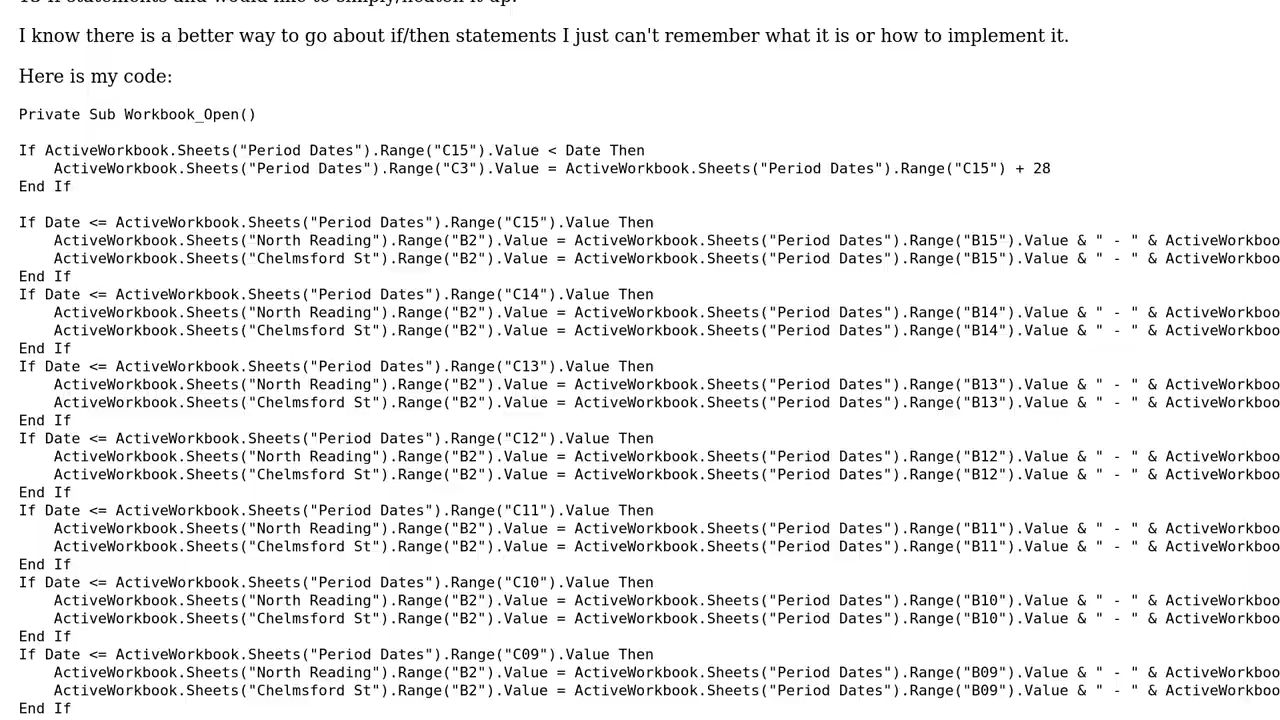 I know there is a better way to go about if/then statements I just can't remember what it is or how to implement it.
Here is my code:
Private Sub Workbook_Open()
If ActiveWorkbook.Sheets("Period Dates").Range("C15").Value < Date Then
    ActiveWorkbook.Sheets("Period Dates").Range("C3").Value = ActiveWorkbook.Sheets("Period Dates").Range("C15") + 28
End If
If Date <= ActiveWorkbook.Sheets("Period Dates").Range("C15").Value Then
    ActiveWorkbook.Sheets("North Reading").Range("B2").Value = ActiveWorkbook.Sheets("Period Dates").Range("B15").Value & " - " & ActiveWorkboo
    ActiveWorkbook.Sheets("Chelmsford St").Range("B2").Value = ActiveWorkbook.Sheets("Period Dates").Range("B15").Value & " - " & ActiveWorkboo
End If
If Date <= ActiveWorkbook.Sheets("Period Dates").Range("C14").Value Then
    ActiveWorkbook.Sheets("North Reading").Range("B2").Value = ActiveWorkbook.Sheets("Period Dates").Range("B14").Value & " - " & ActiveWorkboo
    ActiveWorkbook.Sheets("Chelmsford St").Range("B2").Value = ActiveWorkbook.Sheets("Period Dates").Range("B14").Value & " - " & ActiveWorkboo
End If
If Date <= ActiveWorkbook.Sheets("Period Dates").Range("C13").Value Then
    ActiveWorkbook.Sheets("North Reading").Range("B2").Value = ActiveWorkbook.Sheets("Period Dates").Range("B13").Value & " - " & ActiveWorkboo
    ActiveWorkbook.Sheets("Chelmsford St").Range("B2").Value = ActiveWorkbook.Sheets("Period Dates").Range("B13").Value & " - " & ActiveWorkboo
End If
If Date <= ActiveWorkbook.Sheets("Period Dates").Range("C12").Value Then
    ActiveWorkbook.Sheets("North Reading").Range("B2").Value = ActiveWorkbook.Sheets("Period Dates").Range("B12").Value & " - " & ActiveWorkboo
    ActiveWorkbook.Sheets("Chelmsford St").Range("B2").Value = ActiveWorkbook.Sheets("Period Dates").Range("B12").Value & " - " & ActiveWorkboo
End If
If Date <= ActiveWorkbook.Sheets("Period Dates").Range("C11").Value Then
    ActiveWorkbook.Sheets("North Reading").Range("B2").Value = ActiveWorkbook.Sheets("Period Dates").Range("B11").Value & " - " & ActiveWorkboo
    ActiveWorkbook.Sheets("Chelmsford St").Range("B2").Value = ActiveWorkbook.Sheets("Period Dates").Range("B11").Value & " - " & ActiveWorkboo
End If
If Date <= ActiveWorkbook.Sheets("Period Dates").Range("C10").Value Then
    ActiveWorkbook.Sheets("North Reading").Range("B2").Value = ActiveWorkbook.Sheets("Period Dates").Range("B10").Value & " - " & ActiveWorkboo
    ActiveWorkbook.Sheets("Chelmsford St").Range("B2").Value = ActiveWorkbook.Sheets("Period Dates").Range("B10").Value & " - " & ActiveWorkboo
End If
If Date <= ActiveWorkbook.Sheets("Period Dates").Range("C09").Value Then
    ActiveWorkbook.Sheets("North Reading").Range("B2").Value = ActiveWorkbook.Sheets("Period Dates").Range("B09").Value & " - " & ActiveWorkboo
    ActiveWorkbook.Sheets("Chelmsford St").Range("B2").Value = ActiveWorkbook.Sheets("Period Dates").Range("B09").Value & " - " & ActiveWorkboo
End If